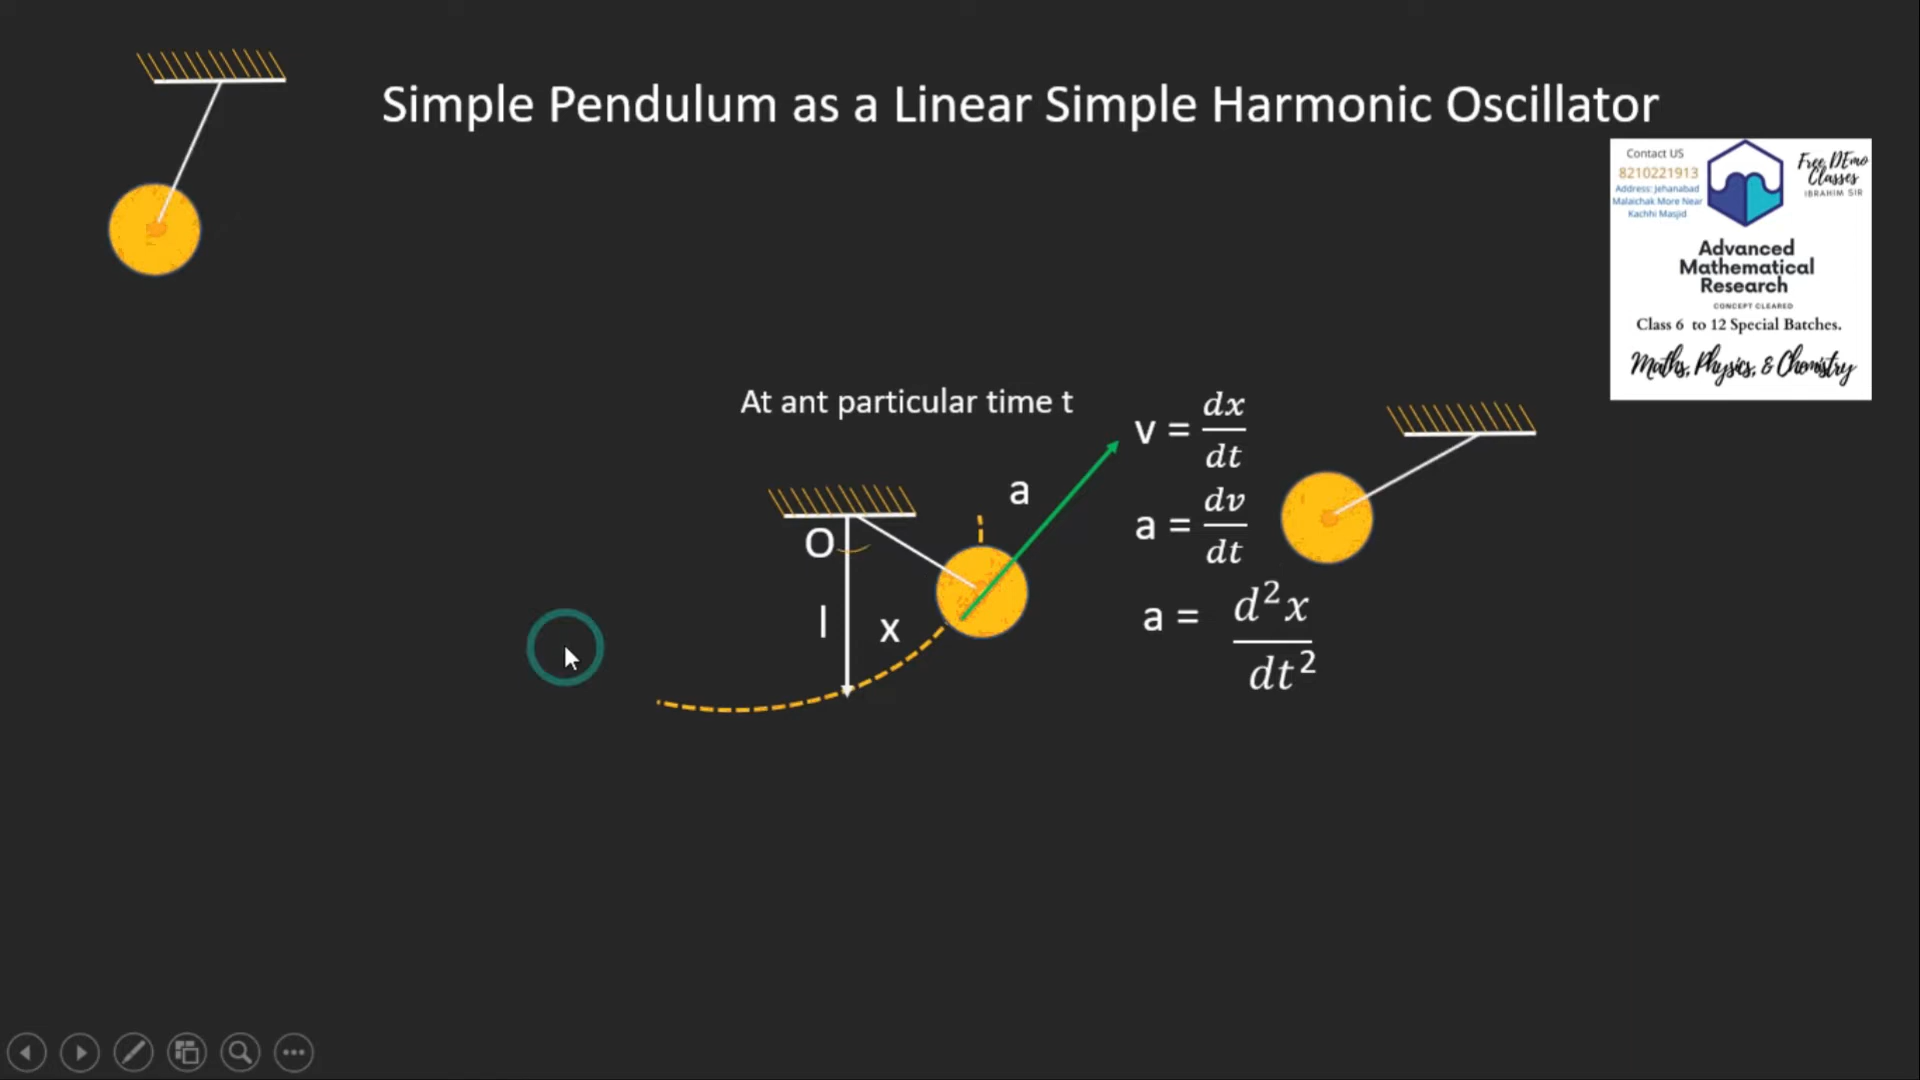 Simple Pendulum as a Linear Simple Harmonic Oscillator
Contact US
8210221913
Address: Jehanabad
Malaichak More Near
Kachhi Masjid
Free DEmo
Classes
IBRAHIM SIR
Advanced
Mathematical
Research
CONCEPT CLEARED
Class 6 to 12 Special Batches.
Maths, Physics, & Chemistry
At ant particular time t
v = dx/dt
a
a = dv/dt
O
l
x
a = d²x/dt²